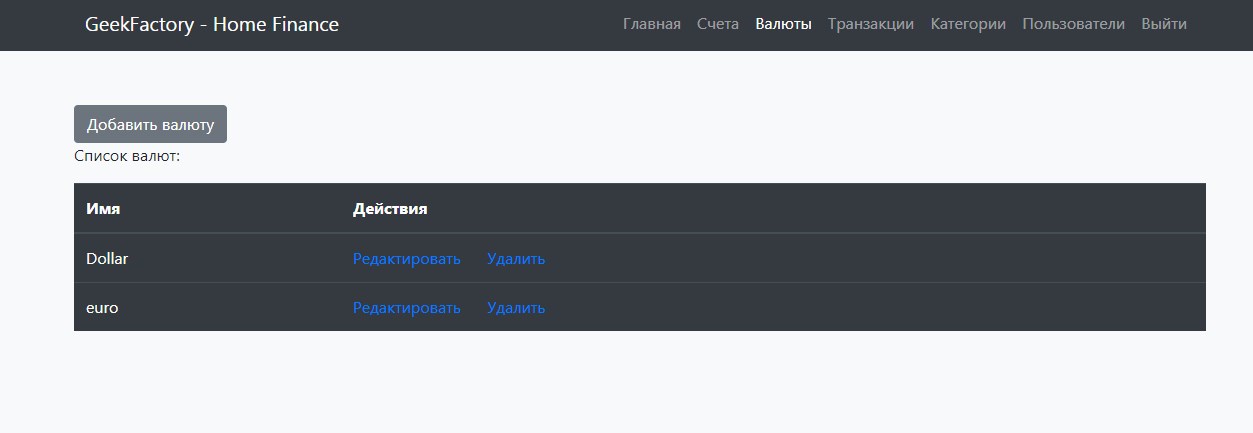 GeekFactory - Home Finance Главная Счета Валюты Транзакции Категории Пользователи Выйти
Добавить валюту
Список валют:
Имя Действия
Dollar Редактировать Удалить
euro Редактировать Удалить